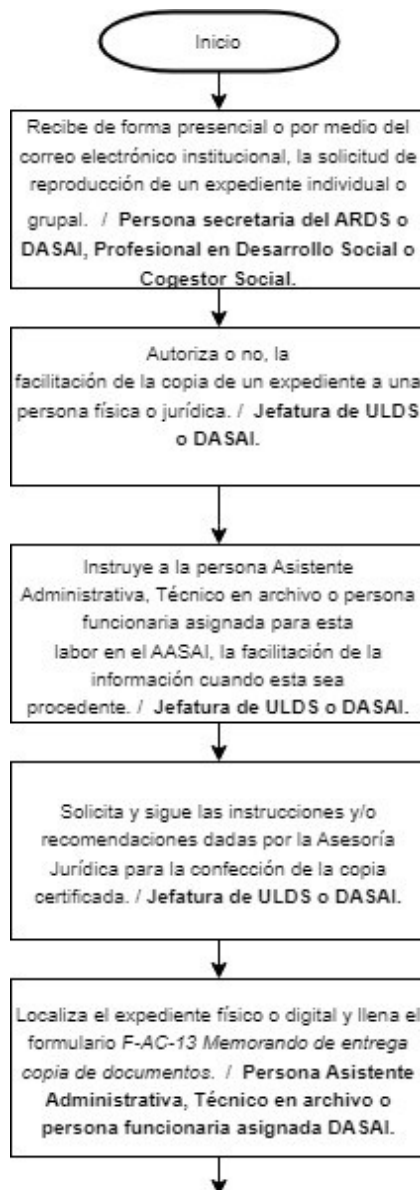 Inicio
Recibe de forma presencial o por medio del
correo electrónico institucional, la solicitud de
reproducción de un expediente individual o
grupal. / Persona secretaria del ARDS o
DASAI, Profesional en Desarrollo Social o
Cogestor Social.
Autoriza o no, la
facilitación de la copia de un expediente a una
persona física o jurídica. / Jefatura de ULDS
o DASAI.
Instruye a la persona Asistente
Administrativa, Técnico en archivo o persona
funcionaria asignada para esta
labor en el AASAI, la facilitación de la
información cuando esta sea
procedente. / Jefatura de ULDS o DASAI.
Solicita y sigue las instrucciones y/o
recomendaciones dadas por la Asesoría
Jurídica para la confección de la copia
certificada. / Jefatura de ULDS o DASAI.
Localiza el expediente físico o digital y llena el
formulario F-AC-13 Memorando de entrega
copia de documentos. / Persona Asistente
Administrativa, Técnico en archivo o
persona funcionaria asignada DASAI.